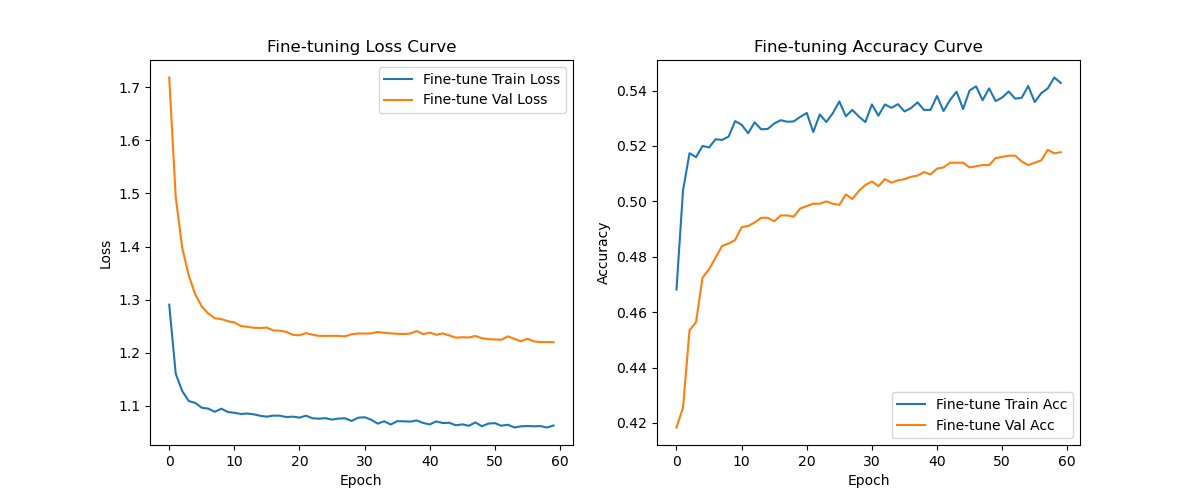 Fine-tuning Loss Curve
Fine-tune Train Loss
Fine-tune Val Loss
Loss
1.7
1.6
1.5
1.4
1.3
1.2
1.1
0 10 20 30 40 50 60
Epoch
Fine-tuning Accuracy Curve
Accuracy
0.54
0.52
0.50
0.48
0.46
0.44
0.42
Fine-tune Train Acc
Fine-tune Val Acc
0 10 20 30 40 50 60
Epoch